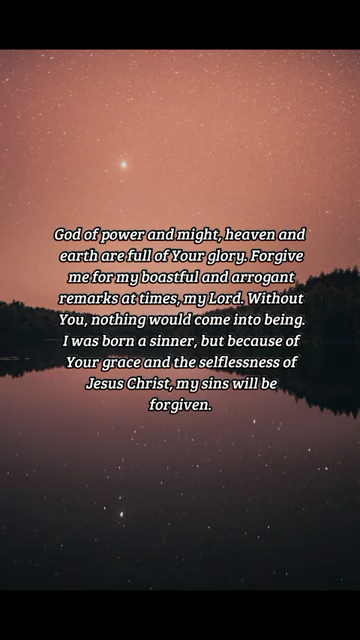 God of power and might, heaven and
earth are full of Your glory. Forgive
me for my boastful and arrogant
remarks at times, my Lord. Without
You, nothing would come into being.
I was born a sinner, but because of
Your grace and the selflessness of
Jesus Christ, my sins will be
forgiven.